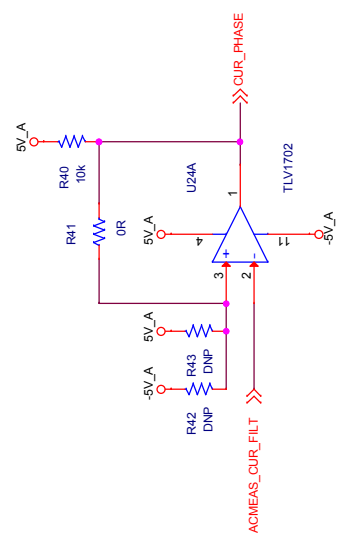 5V_A
R40
10k
CUR_PHASE
R41
0R
U24A
TLV1702
5V_A
4
1
3
2
+
-
11
-5V_A
5V_A
R43
DNP
-5V_A
R42
DNP
ACMEAS_CUR_FILT